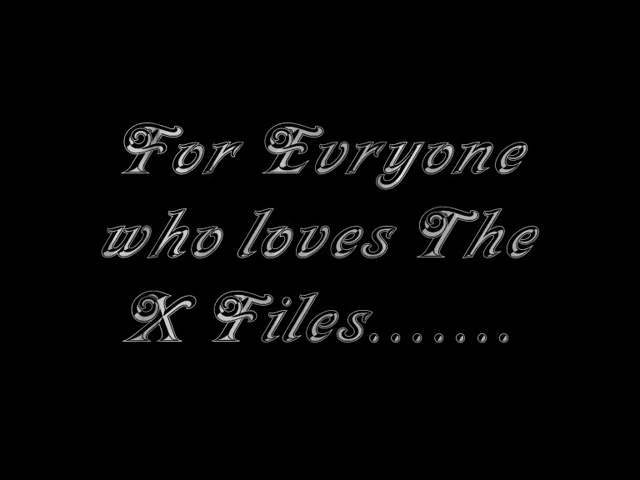 For Evryone
who loves The
X Files.......